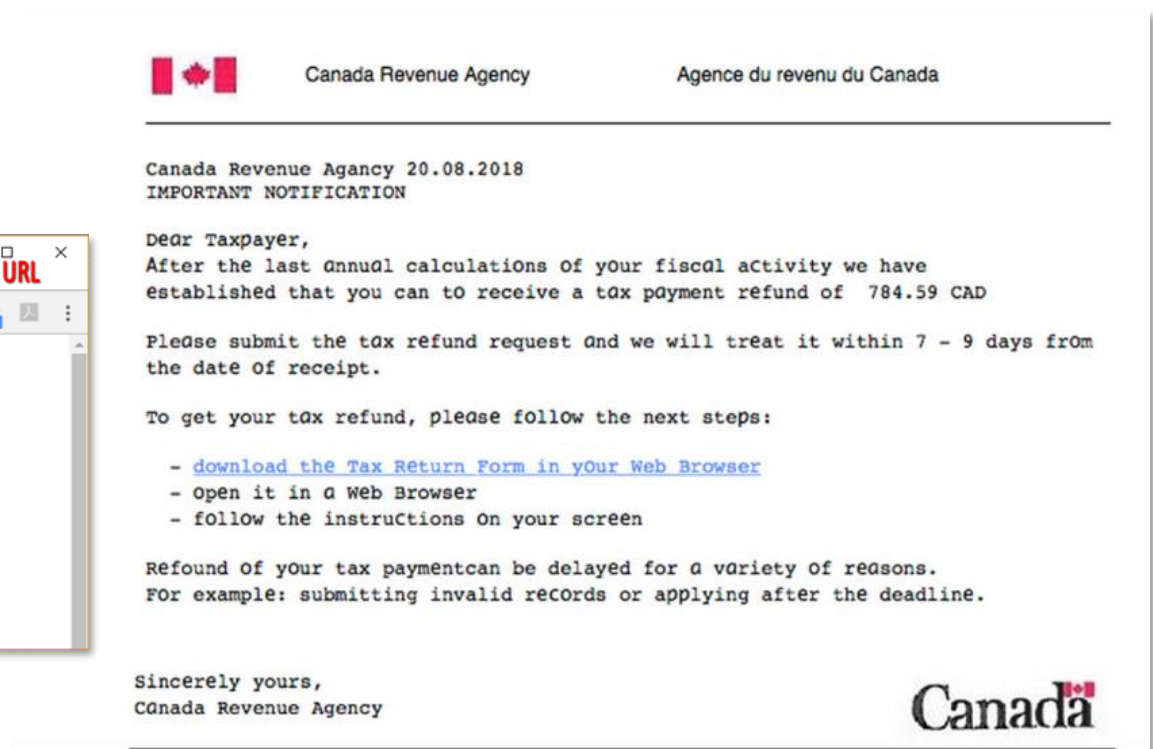 Canada Revenue Agency Agence du revenu du Canada
Canada Revenue Agancy 20.08.2018
IMPORTANT NOTIFICATION
Dear Taxpayer,
After the last annual calculations of your fiscal activity we have
established that you can to receive a tax payment refund of 784.59 CAD
Please submit the tax refund request and we will treat it within 7 - 9 days from
the date of receipt.
To get your tax refund, please follow the next steps:
- download the Tax Return Form in your Web Browser
- open it in a Web Browser
- follow the instructions on your screen
Refound of your tax paymentcan be delayed for a variety of reasons.
For example: submitting invalid records or applying after the deadline.
Sincerely yours,
Canada Revenue Agency
Canada
URL